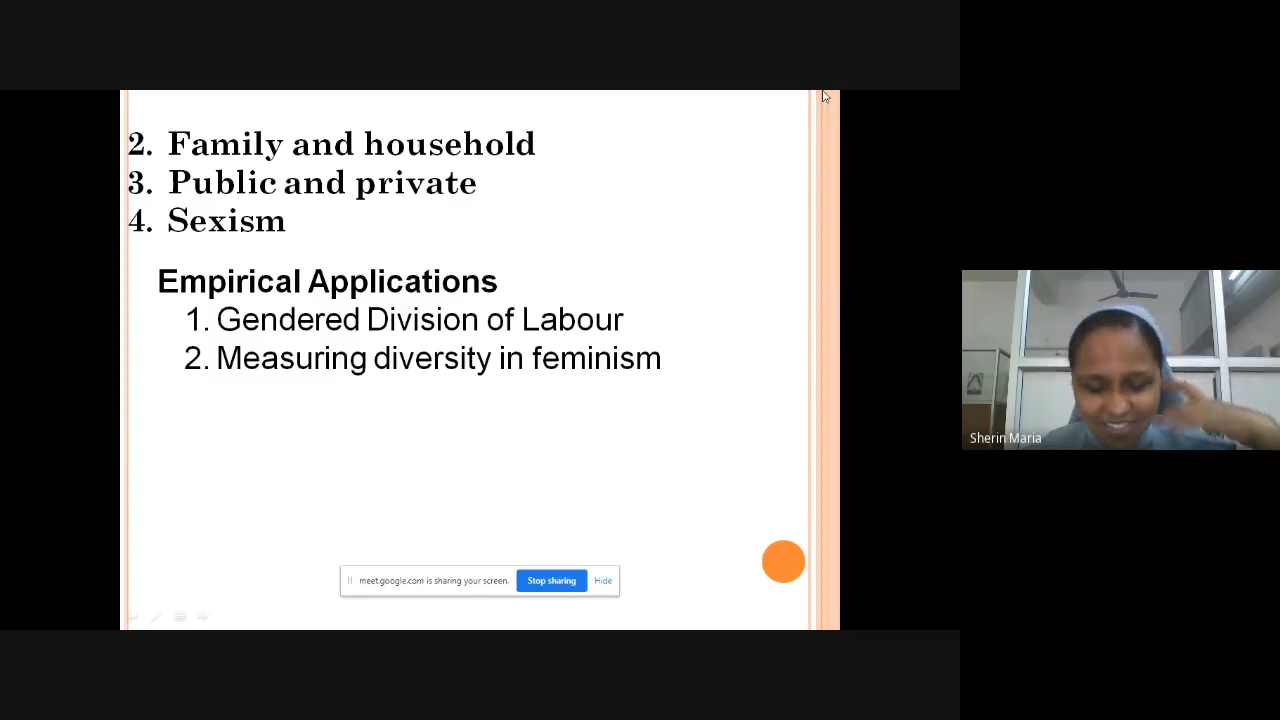 2. Family and household
3. Public and private
4. Sexism
Empirical Applications
1. Gendered Division of Labour
2. Measuring diversity in feminism
meet.google.com is sharing your screen. Stop sharing Hide
Sherin Maria